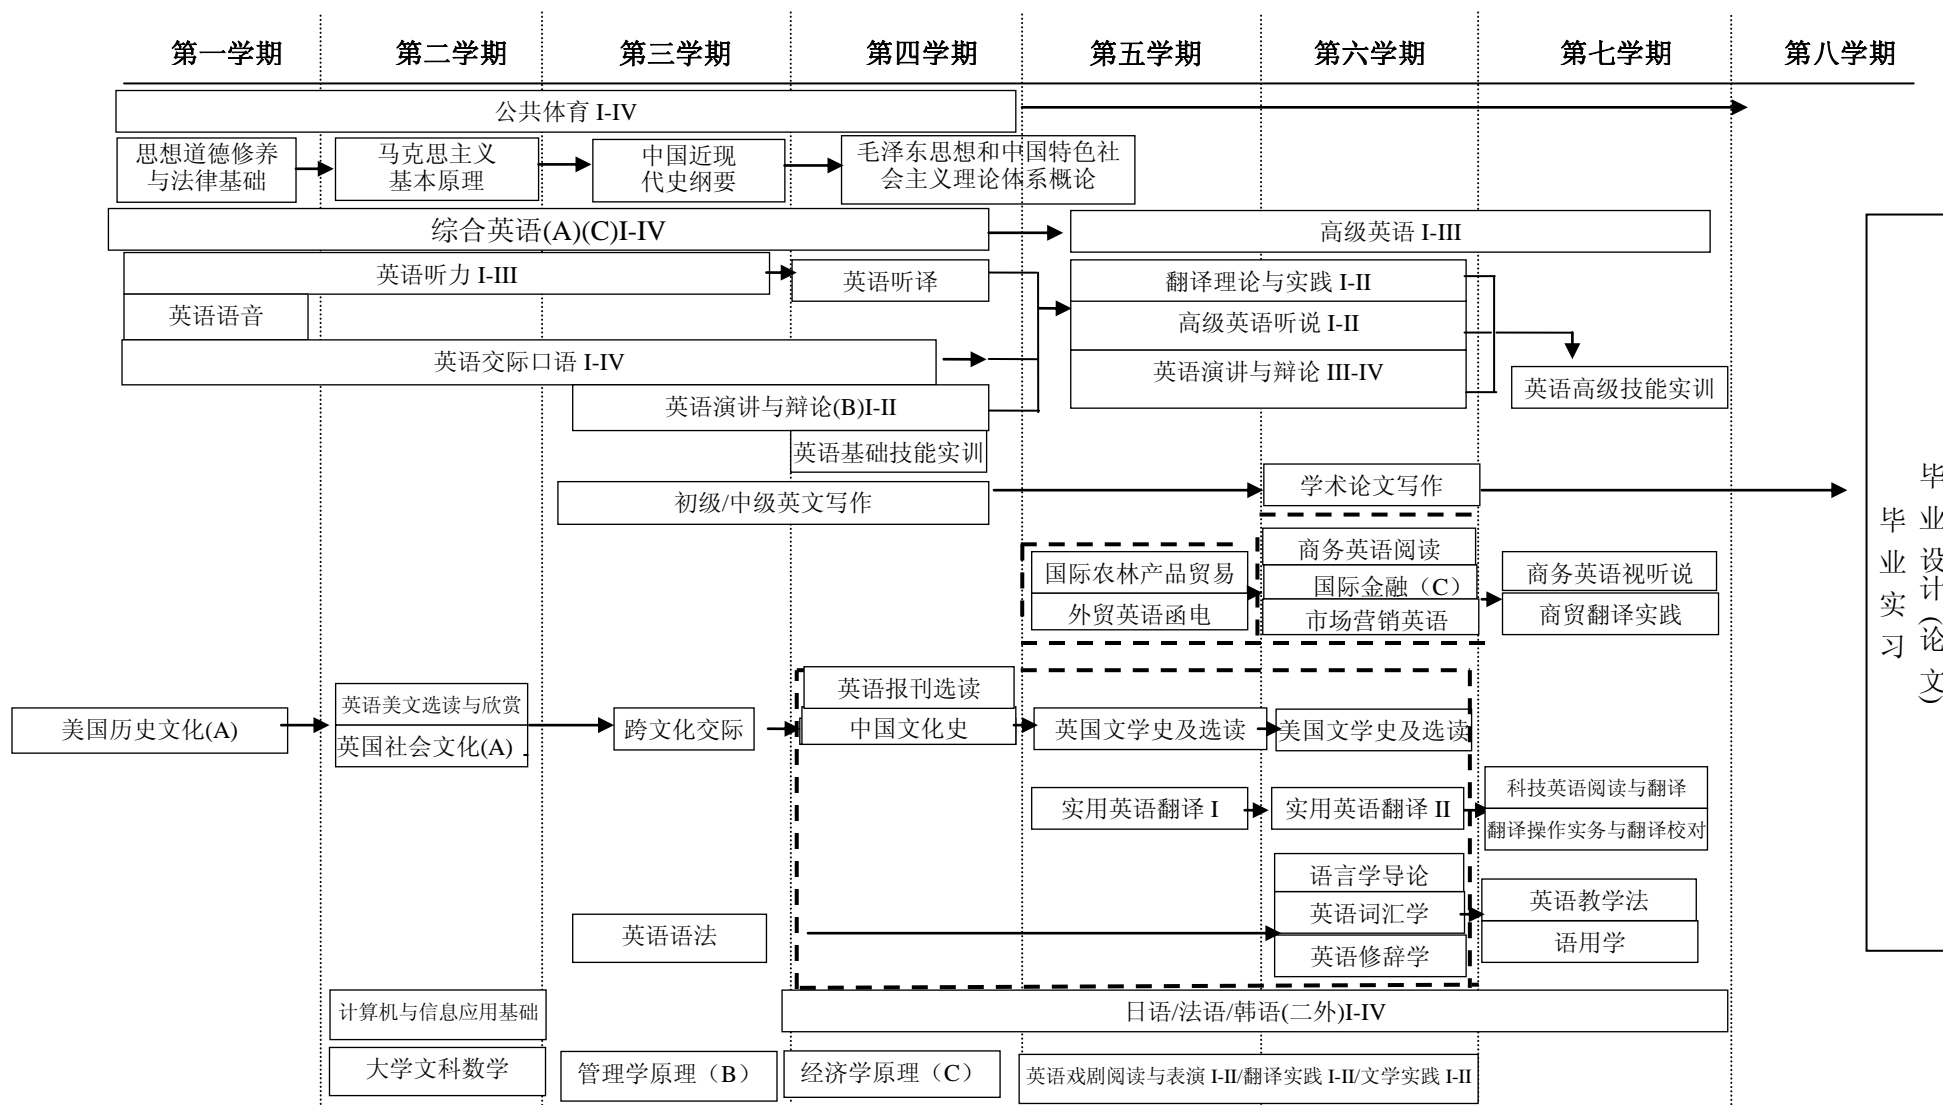 第一学期
第二学期
第三学期
第四学期
第五学期
第六学期
第七学期
第八学期
公共体育 I-IV
思想道德修养
与法律基础
马克思主义
基本原理
中国近现
代史纲要
毛泽东思想和中国特色社
会主义理论体系概论
综合英语(A)(C)I-IV
高级英语 I-III
英语听力 I-III
英语听译
翻译理论与实践 I-II
英语语音
高级英语听说 I-II
英语交际口语 I-IV
英语演讲与辩论 III-IV
英语高级技能实训
英语演讲与辩论(B)I-II
英语基础技能实训
初级/中级英文写作
学术论文写作
商务英语阅读
国际农林产品贸易
国际金融（C）
商务英语视听说
外贸英语函电
市场营销英语
商贸翻译实践
毕业实习
毕业设计(论文)
英语报刊选读
美国历史文化(A)
英语美文选读与欣赏
英国社会文化(A)
跨文化交际
中国文化史
英国文学史及选读
美国文学史及选读
实用英语翻译 I
实用英语翻译 II
科技英语阅读与翻译
翻译操作实务与翻译校对
语言学导论
英语词汇学
英语修辞学
英语教学法
语用学
英语语法
计算机与信息应用基础
日语/法语/韩语(二外)I-IV
大学文科数学
管理学原理（B）
经济学原理（C）
英语戏剧阅读与表演 I-II/翻译实践 I-II/文学实践 I-II